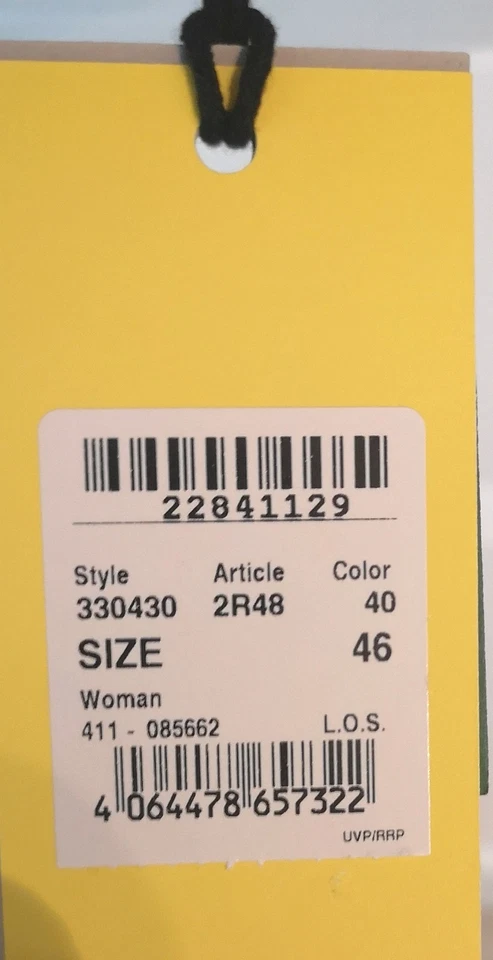 22841129
Style Article Color
330430 2R48 40
SIZE 46
Woman
411 - 085662 L.O.S.
4 064478 657322
UVP/RRP